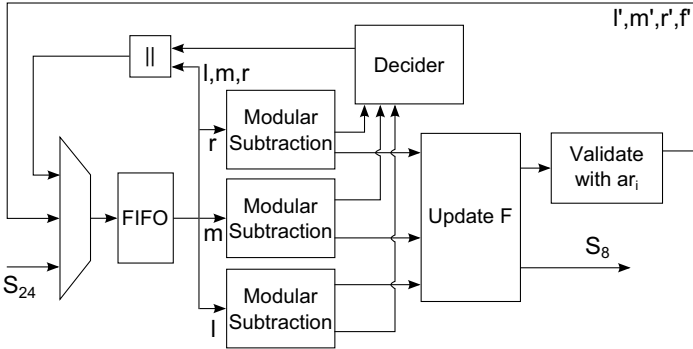 l',m',r',f'
||
Decider
l,m,r
Modular
Subtraction
r
Validate
with ar_i
FIFO
Modular
Subtraction
m
Update F
S_8
S_24
Modular
Subtraction
l